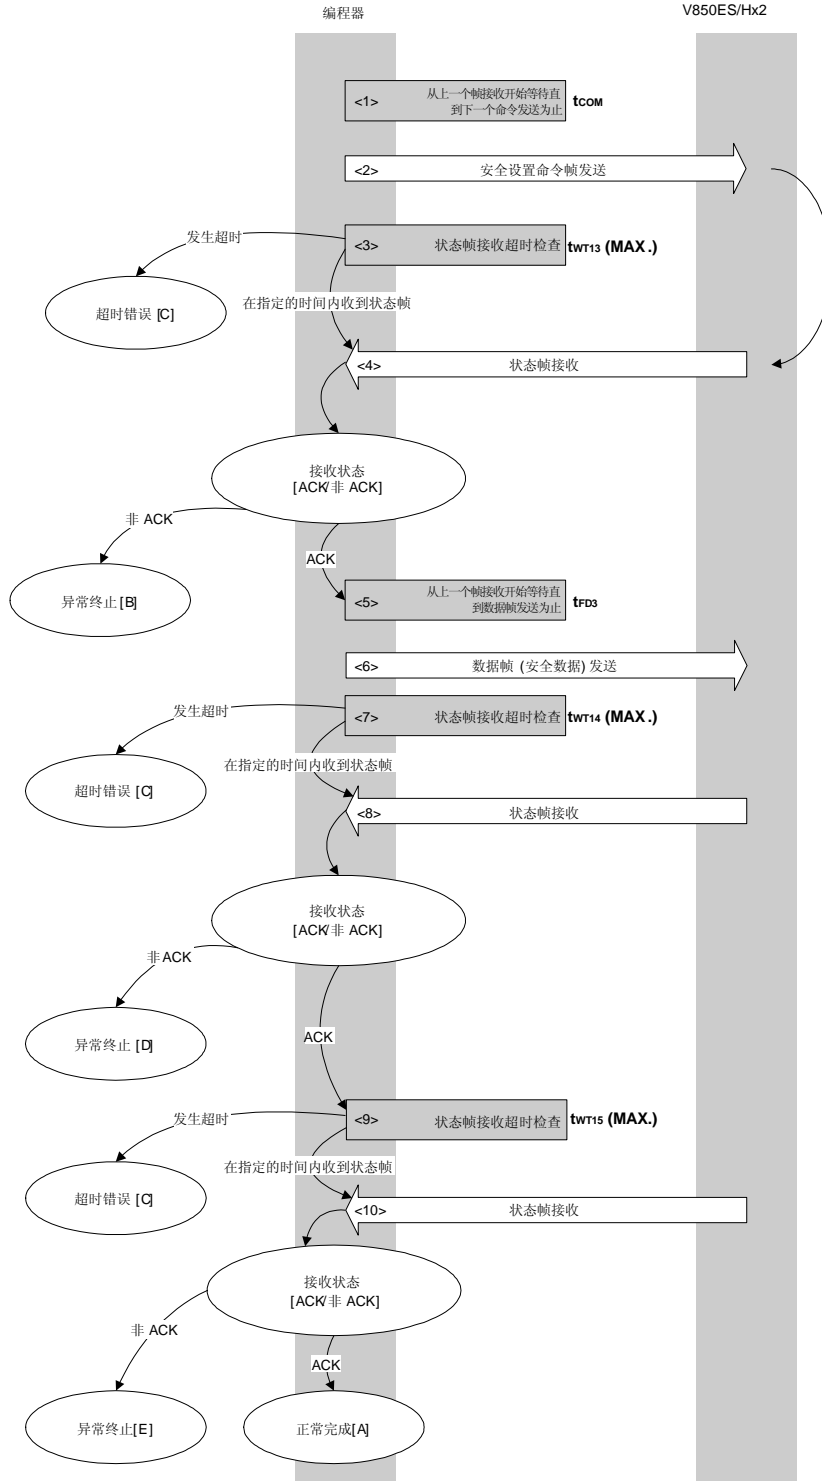 编程器
V850ES/Hx2
<1> 从上一个帧接收开始等待直
到下一个命令发送为止
tCOM
<2> 安全设置命令帧发送
发生超时
<3> 状态帧接收超时检查
tWT13 (MAX.)
超时错误 [C]
在指定的时间内收到状态帧
<4> 状态帧接收
接收状态
[ACK/非 ACK]
非 ACK
ACK
异常终止 [B]
<5> 从上一个帧接收开始等待直
到数据帧发送为止
tFD3
<6> 数据帧 (安全数据) 发送
发生超时
<7> 状态帧接收超时检查
tWT14 (MAX.)
在指定的时间内收到状态帧
超时错误 [C]
<8> 状态帧接收
接收状态
[ACK/非 ACK]
非 ACK
异常终止 [D]
ACK
发生超时
<9> 状态帧接收超时检查
tWT15 (MAX.)
在指定的时间内收到状态帧
超时错误 [C]
<10> 状态帧接收
接收状态
[ACK/非 ACK]
非 ACK
ACK
异常终止[E]
正常完成[A]